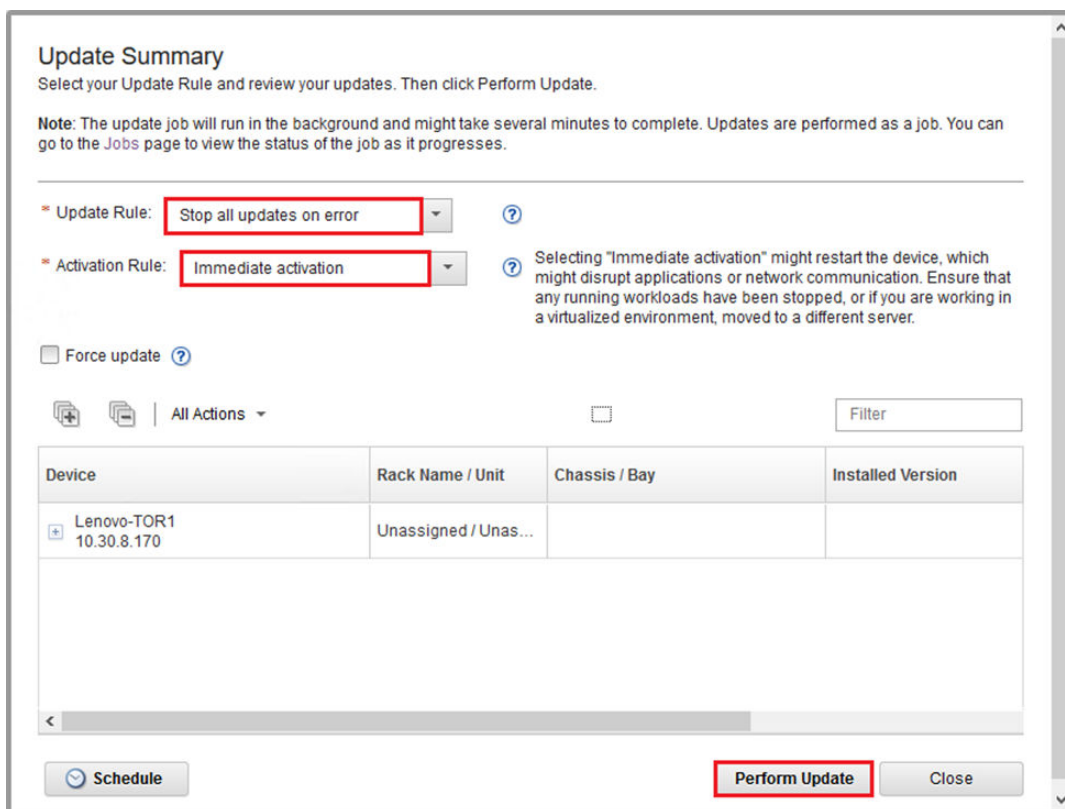 Update Summary
Select your Update Rule and review your updates. Then click Perform Update.
Note: The update job will run in the background and might take several minutes to complete. Updates are performed as a job. You can
go to the Jobs page to view the status of the job as it progresses.
* Update Rule: Stop all updates on error ?
* Activation Rule: Immediate activation ? Selecting "Immediate activation" might restart the device, which
might disrupt applications or network communication. Ensure that
any running workloads have been stopped, or if you are working in
a virtualized environment, moved to a different server.
Force update ?
All Actions Filter
Device Rack Name / Unit Chassis / Bay Installed Version
Lenovo-TOR1 Unassigned / Unas...
10.30.8.170
Schedule Perform Update Close